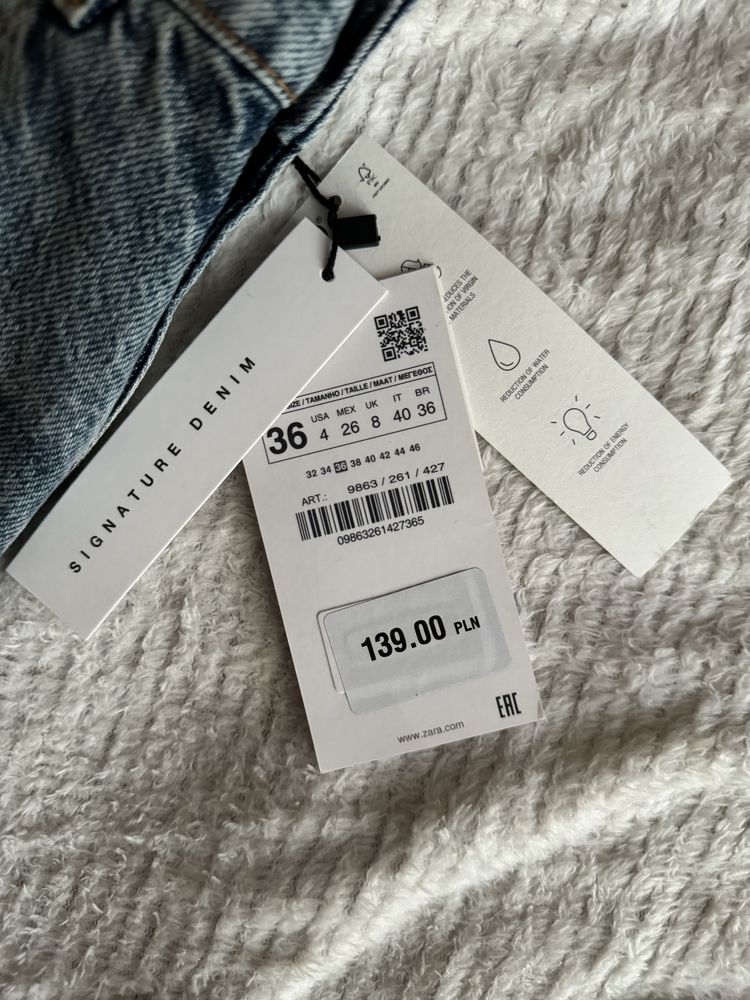 SIGNATURE DENIM
SIZE / TAMANHO / TAILLE / MAAT / ΜΕΓΕΘΟΣ
36
USA MEX UK IT BR
4 26 8 40 36
32 34 36 38 40 42 44 46
ART.: 9863 / 261 / 427
09863261427365
139.00 PLN
EAC
www.zara.com
FSC
REDUCES THE
MATERIALS
REDUCTION OF WATER
CONSUMPTION
REDUCTION OF ENERGY
CONSUMPTION